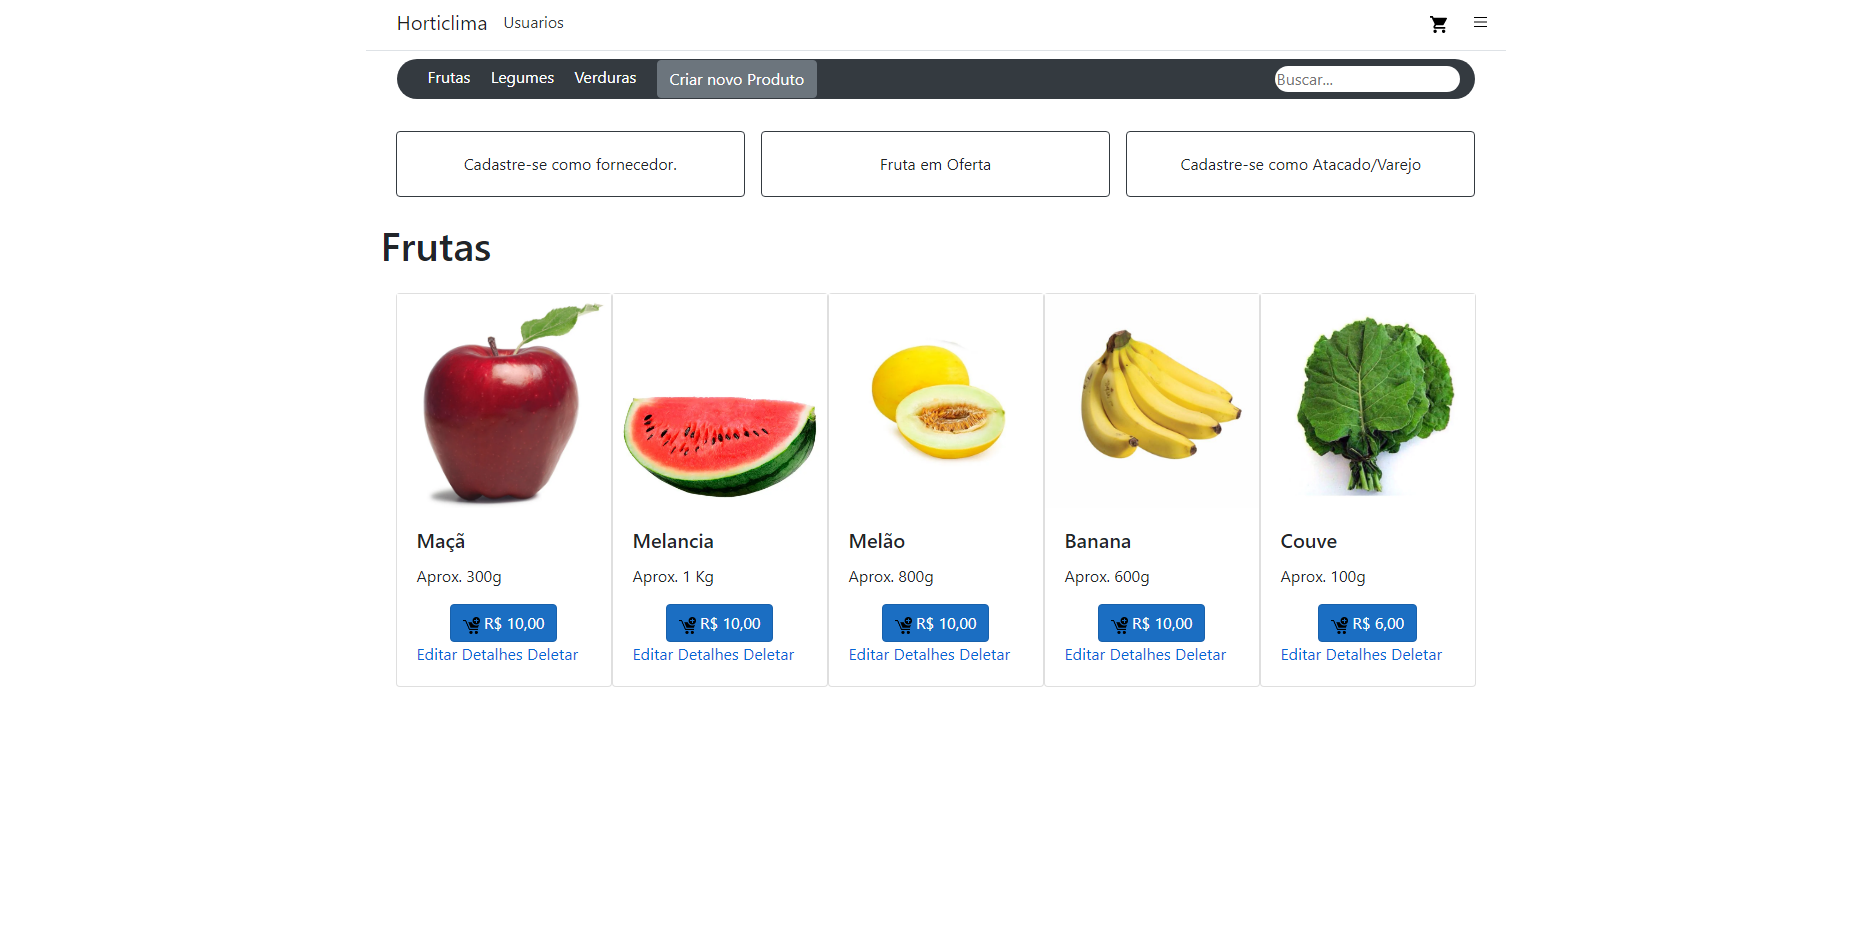 Horticlima Usuarios
Frutas Legumes Verduras Criar novo Produto Buscar...
Cadastre-se como fornecedor. Fruta em Oferta Cadastre-se como Atacado/Varejo
Frutas
Maçã Melancia Melão Banana Couve
Aprox. 300g Aprox. 1 Kg Aprox. 800g Aprox. 600g Aprox. 100g
R$ 10,00 R$ 10,00 R$ 10,00 R$ 10,00 R$ 6,00
Editar Detalhes Deletar Editar Detalhes Deletar Editar Detalhes Deletar Editar Detalhes Deletar Editar Detalhes Deletar